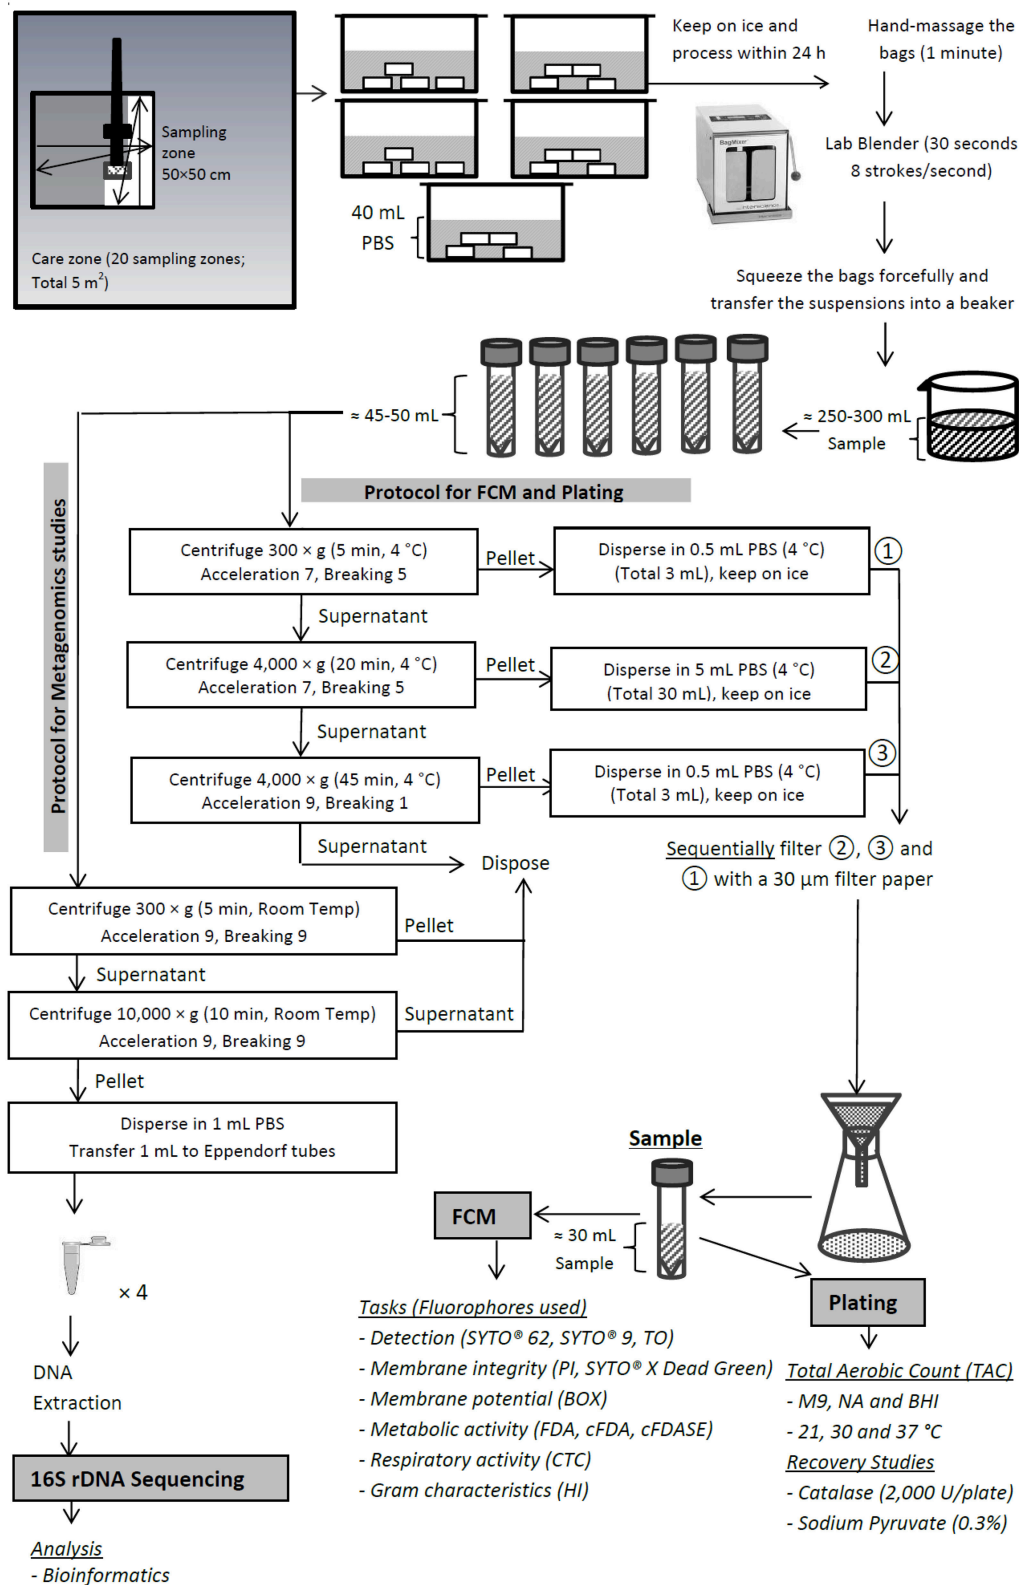 Sampling
zone
50×50 cm
Care zone (20 sampling zones;
Total 5 m²)
40 mL
PBS
Keep on ice and
process within 24 h
BagMixer
Hand-massage the
bags (1 minute)
Lab Blender (30 seconds
8 strokes/second)
Squeeze the bags forcefully and
transfer the suspensions into a beaker
≈ 250-300 mL
Sample
≈ 45-50 mL
Protocol for Metagenomics studies
Protocol for FCM and Plating
Centrifuge 300 × g (5 min, 4 °C)
Acceleration 7, Breaking 5
Pellet
Disperse in 0.5 mL PBS (4 °C)
(Total 3 mL), keep on ice
①
Supernatant
Centrifuge 4,000 × g (20 min, 4 °C)
Acceleration 7, Breaking 5
Pellet
Disperse in 5 mL PBS (4 °C)
(Total 30 mL), keep on ice
②
Supernatant
Centrifuge 4,000 × g (45 min, 4 °C)
Acceleration 9, Breaking 1
Pellet
Disperse in 0.5 mL PBS (4 °C)
(Total 3 mL), keep on ice
③
Supernatant
Dispose
Sequentially filter ②, ③ and
① with a 30 µm filter paper
Centrifuge 300 × g (5 min, Room Temp)
Acceleration 9, Breaking 9
Pellet
Supernatant
Centrifuge 10,000 × g (10 min, Room Temp)
Acceleration 9, Breaking 9
Supernatant
Pellet
Disperse in 1 mL PBS
Transfer 1 mL to Eppendorf tubes
× 4
DNA
Extraction
16S rDNA Sequencing
Analysis
- Bioinformatics
Sample
≈ 30 mL
Sample
FCM
Tasks (Fluorophores used)
- Detection (SYTO® 62, SYTO® 9, TO)
- Membrane integrity (PI, SYTO® X Dead Green)
- Membrane potential (BOX)
- Metabolic activity (FDA, cFDA, cFDASE)
- Respiratory activity (CTC)
- Gram characteristics (HI)
Plating
Total Aerobic Count (TAC)
- M9, NA and BHI
- 21, 30 and 37 °C
Recovery Studies
- Catalase (2,000 U/plate)
- Sodium Pyruvate (0.3%)